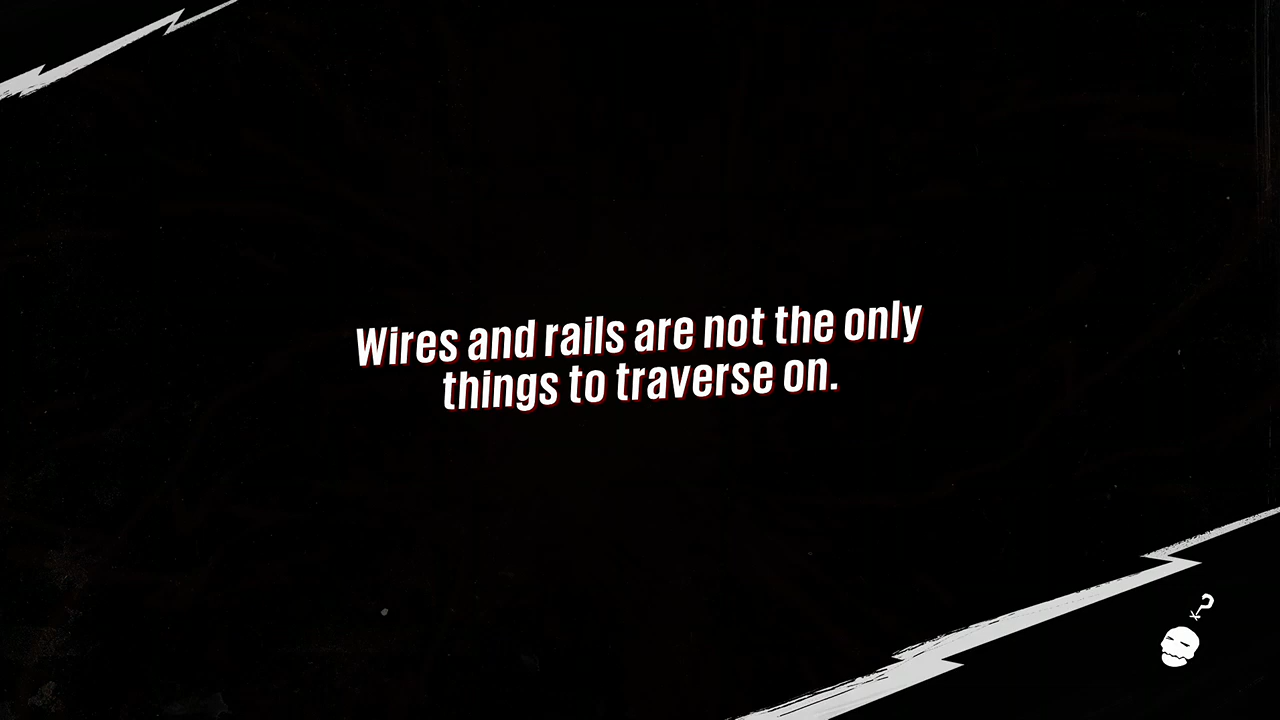 Wires and rails are not the only
things to traverse on.